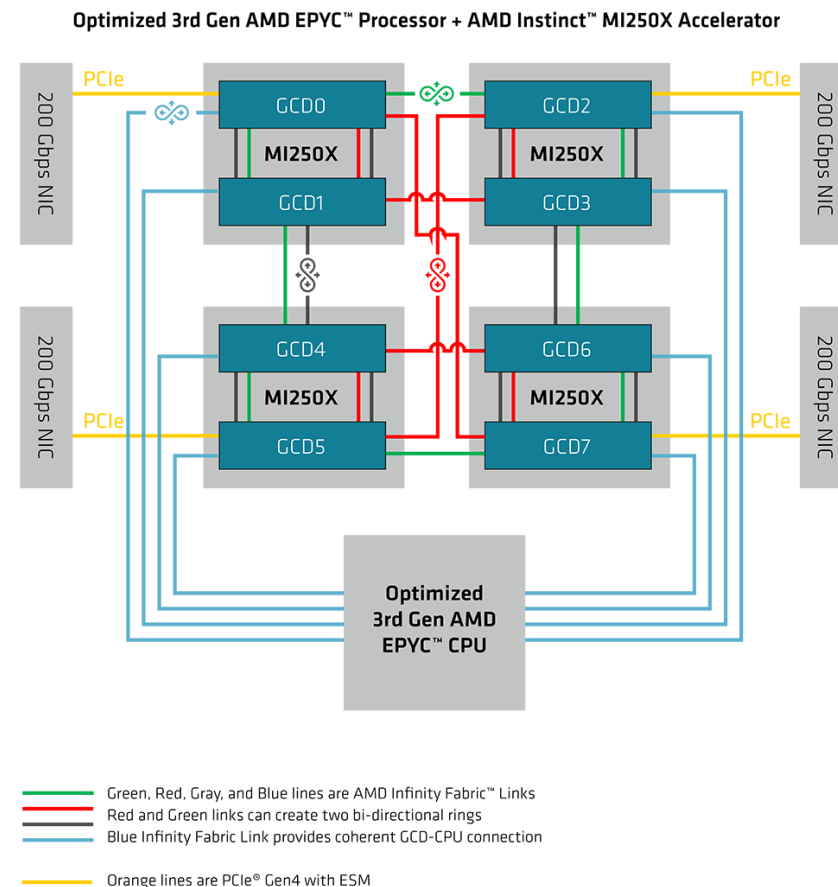 Optimized 3rd Gen AMD EPYC™ Processor + AMD Instinct™ MI250X Accelerator
200 Gbps NIC
PCIe
GCD0
GCD2
PCIe
200 Gbps NIC
MI250X
MI250X
GCD1
GCD3
200 Gbps NIC
GCD4
GCD6
200 Gbps NIC
MI250X
MI250X
PCIe
GCD5
GCD7
PCIe
Optimized
3rd Gen AMD
EPYC™ CPU
Green, Red, Gray, and Blue lines are AMD Infinity Fabric™ Links
Red and Green links can create two bi-directional rings
Blue Infinity Fabric Link provides coherent GCD-CPU connection
Orange lines are PCIe® Gen4 with ESM